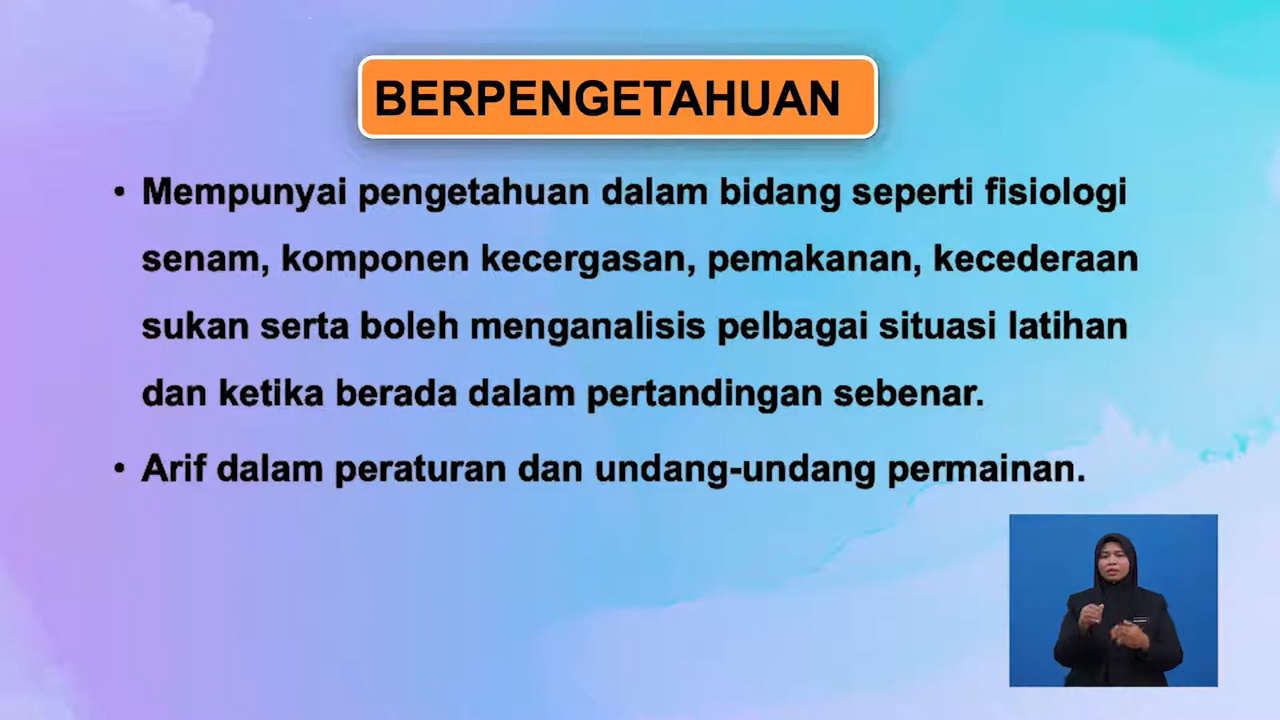 BERPENGETAHUAN
• Mempunyai pengetahuan dalam bidang seperti fisiologi
senam, komponen kecergasan, pemakanan, kecederaan
sukan serta boleh menganalisis pelbagai situasi latihan
dan ketika berada dalam pertandingan sebenar.
• Arif dalam peraturan dan undang-undang permainan.